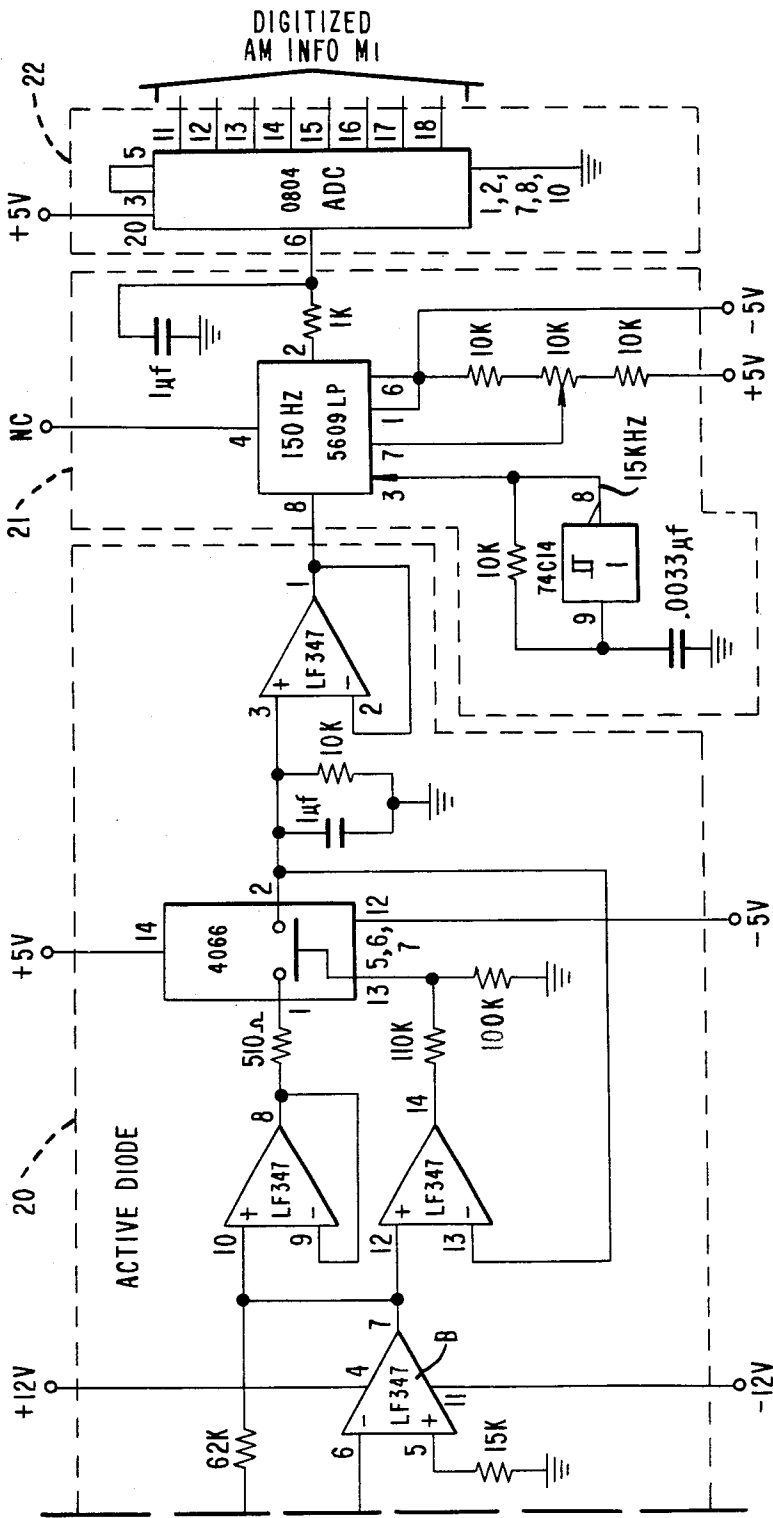 DIGITIZED
AM INFO M1
22
+5V
20
3
5
11
12
13
14
15
16
17
18
0804
ADC
6
1, 2,
7, 8,
10
21
NC
1µf
4
2
1K
150 HZ
5609 LP
8
7
1
6
3
10K
10K
10K
-5V
+5V
10K
15KHZ
74C14
8
1
9
.0033µf
1
LF347
+
-
3
2
10K
1µf
+5V
14
4066
2
1
13
5, 6,
7
12
510Ω
110K
100K
-5V
20
ACTIVE DIODE
8
LF347
+
-
10
9
14
LF347
+
-
12
13
+12V
62K
7
4
B
LF347
-
+
6
5
11
15K
-12V